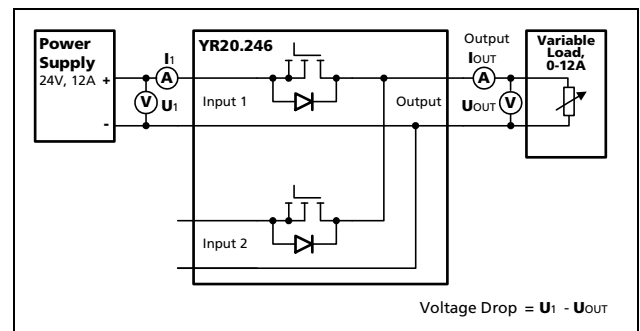 Power
Supply
24V, 12A +
-
I1
A
V
U1
YR20.246
Input 1
Output
Input 2
Output
IOUT
A
UOUT
V
Variable
Load,
0-12A
Voltage Drop = U1 - UOUT